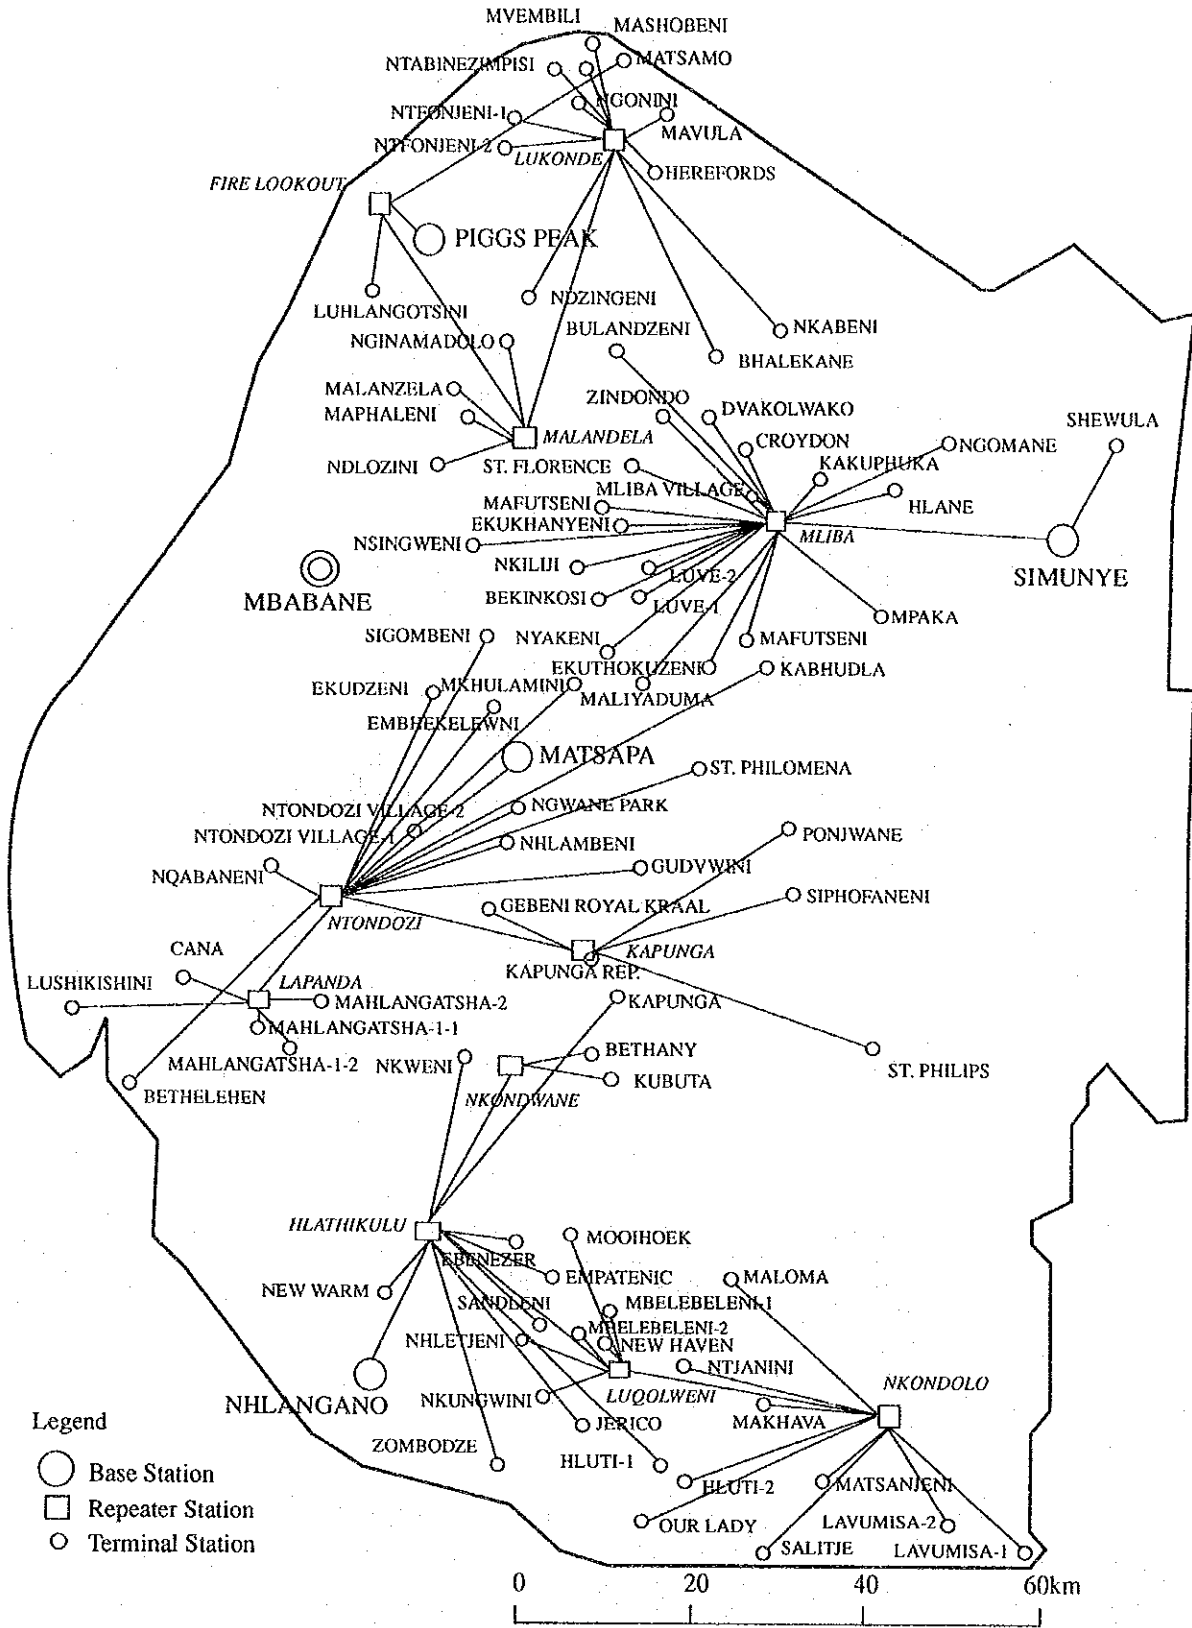 MVEMBILI
MASHOBENI
NTABINEZIMPISI
MATSAMO
NTFONJENI-1
NGONINI
MAVULA
NTFONJENI-2
LUKONDE
HEREFORDS
FIRE LOOKOUT
PIGGS PEAK
LUHLANGOTSINI
NDZINGENI
NGINAMADOLO
BULANDZENI
NKABENI
BHALEKANE
MALANZELA
ZINDONDO
DVAKOLWAKO
MAPHALENI
SHEWULA
MALANDELA
CROYDON
NGOMANE
NDLOZINI
ST. FLORENCE
KAKUPHUKA
MLIBA VILLAGE
HLANE
MAFUTSENI
EKUKHANYENI
MLIBA
NSINGWENI
NKILIJI
LUVE-2
SIMUNYE
MBABANE
BEKINKOSI
LUVE-1
MPAKA
SIGOMBENI
NYAKENI
MAFUTSENI
EKUTHOKUZENI
KABHUDLA
EKUDZENI
MKHULAMINI
MALIYADUMA
EMBHEKELEWNI
MATSAPA
ST. PHILOMENA
NTONDOZI VILLAGE-2
NGWANE PARK
NTONDOZI VILLAGE-1
NHLAMBENI
PONJWANE
NQABANENI
GUDVWINI
SIPHOFANENI
NTONDOZI
GEBENI ROYAL KRAAL
CANA
KAPUNGA
LUSHIKISHINI
LAPANDA
KAPUNGA REP.
MAHLANGATSHA-2
KAPUNGA
MAHLANGATSHA-1-1
MAHLANGATSHA-1-2
NKWENI
BETHANY
ST. PHILIPS
BETHELEHEN
KUBUTA
NKONDWANE
HLATHIKULU
MOOIHOEK
EBENEZER
NEW WARM
EMPATENIC
MALOMA
SANDLENI
MBELEBELENI-1
NHLETJENI
MBELEBELENI-2
NEW HAVEN
NTJANINI
NKONDOLO
NHLANGANO
NKUNGWINI
LUQOLWENI
MAKHAVA
JERICO
ZOMBODZE
HLUTI-1
HLUTI-2
MATSANJENI
OUR LADY
LAVUMISA-2
SALITJE
LAVUMISA-1
Legend
Base Station
Repeater Station
Terminal Station
0
40
60km
20